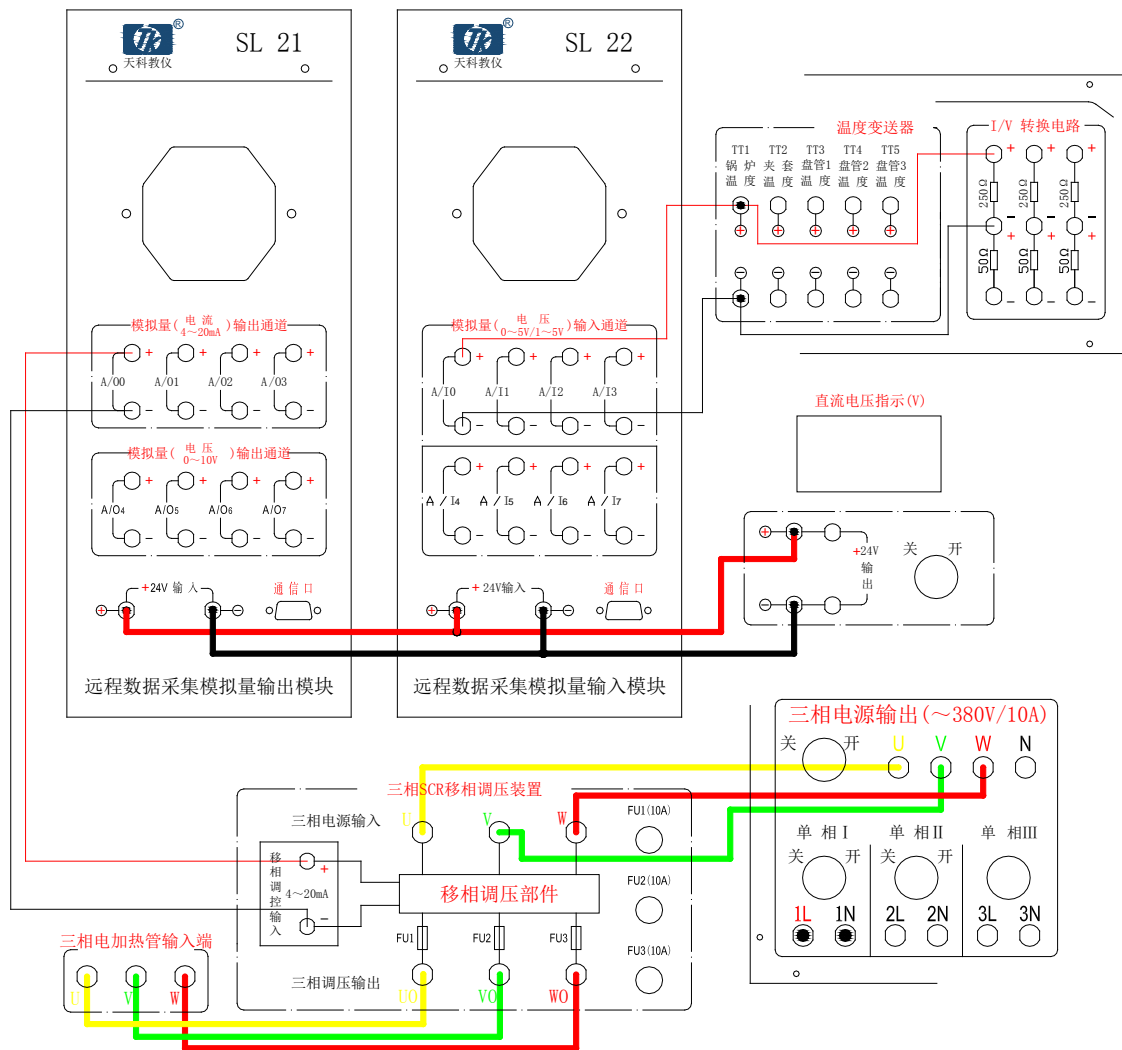 ®
天科教仪
SL 21
模拟量(电 流 4～20mA)输出通道
+ + + +
A/O0 A/O1 A/O2 A/O3
- - - -
模拟量(电 压 0～10V)输出通道
+ + + +
A/O4 A/O5 A/O6 A/O7
- - - -
+24V 输 入
通 信 口
远程数据采集模拟量输出模块
®
天科教仪
SL 22
模拟量(电 压 0～5V/1～5V)输入通道
+ + + +
A/I0 A/I1 A/I2 A/I3
- - - -
+ + + +
A / I4 A / I5 A / I6 A / I7
- - - -
+24V输入
通 信 口
远程数据采集模拟量输入模块
温度变送器
TT1 TT2 TT3 TT4 TT5
锅 炉 夹 套 盘管1 盘管2 盘管3
温 度 温 度 温 度 温 度 温 度
+ + + + +
- - - - -
I/V 转换电路
+ + +
250Ω 250Ω 250Ω
- - -
+ + +
50Ω 50Ω 50Ω
- - -
直流电压指示(V)
+
-
+24V
输
出
关 开
三相电源输出(～380V/10A)
关 开 U V W N
单 相 I 单 相 II 单 相 III
关 开 关 开
1L 1N 2L 2N 3L 3N
三相SCR移相调压装置
三相电源输入
U V W
FU1(10A)
移相调控输入
+
4～20mA
-
移相调压部件
FU2(10A)
FU1 FU2 FU3
FU3(10A)
三相调压输出
UO VO WO
三相电加热管输入端
U V W